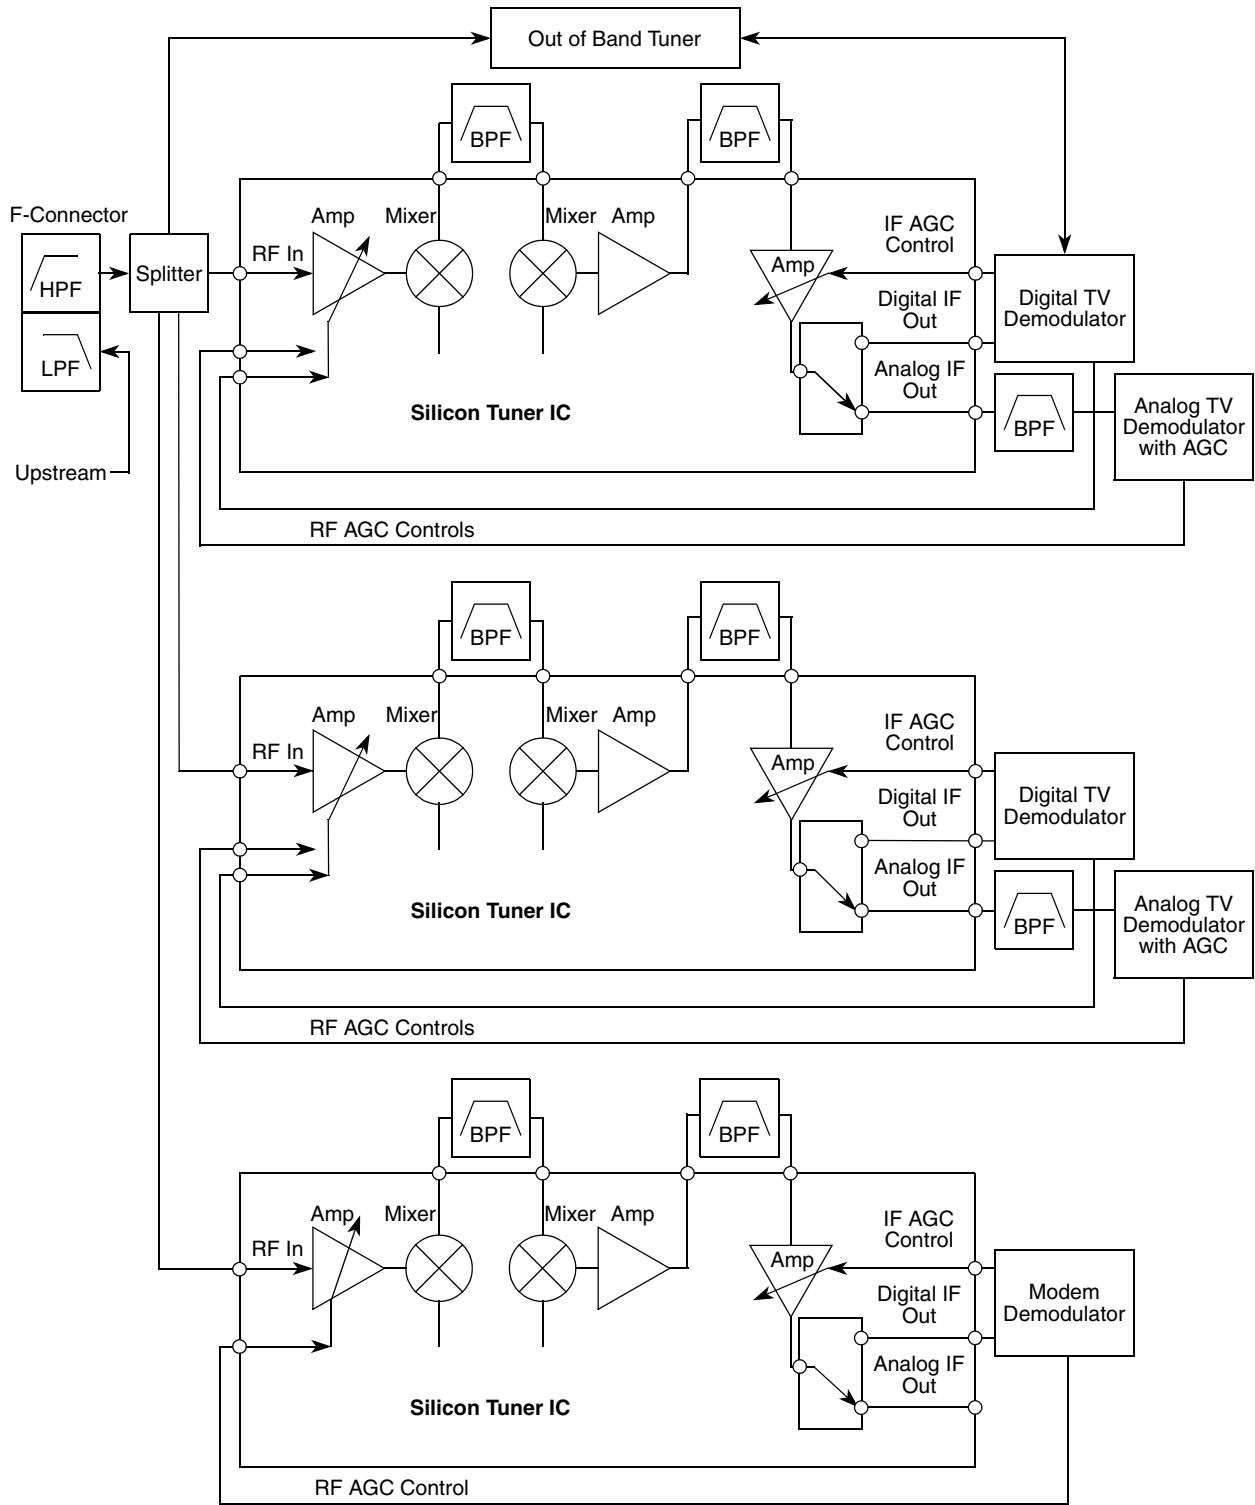 Out of Band Tuner
BPF
BPF
F-Connector
HPF
LPF
Splitter
Upstream
RF In
Amp
Mixer
Mixer
Amp
Amp
IF AGC
Control
Digital IF
Out
Analog IF
Out
Silicon Tuner IC
Digital TV
Demodulator
BPF
Analog TV
Demodulator
with AGC
RF AGC Controls
BPF
BPF
RF In
Amp
Mixer
Mixer
Amp
Amp
IF AGC
Control
Digital IF
Out
Analog IF
Out
Silicon Tuner IC
Digital TV
Demodulator
BPF
Analog TV
Demodulator
with AGC
RF AGC Controls
BPF
BPF
RF In
Amp
Mixer
Mixer
Amp
Amp
IF AGC
Control
Digital IF
Out
Analog IF
Out
Silicon Tuner IC
Modem
Demodulator
RF AGC Control